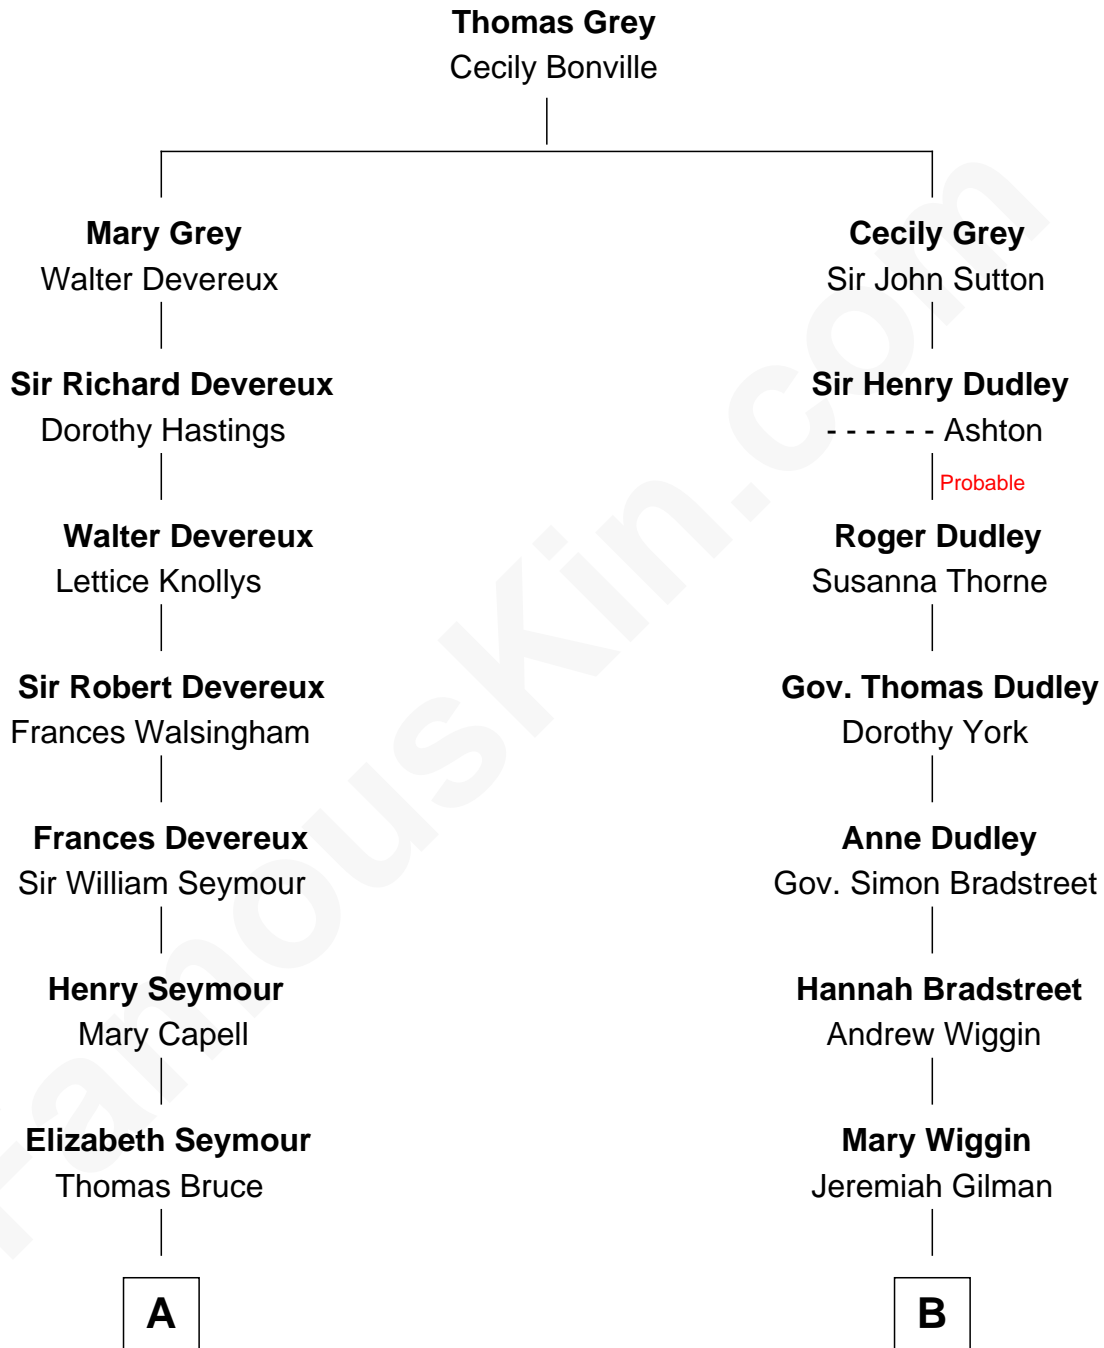 Thomas Grey
Cecily Bonville
Mary Grey
Walter Devereux
Cecily Grey
Sir John Sutton
Sir Richard Devereux
Dorothy Hastings
Sir Henry Dudley
- - - - - - Ashton
Probable
Walter Devereux
Lettice Knollys
Roger Dudley
Susanna Thorne
Sir Robert Devereux
Frances Walsingham
Gov. Thomas Dudley
Dorothy York
Frances Devereux
Sir William Seymour
Anne Dudley
Gov. Simon Bradstreet
Henry Seymour
Mary Capell
Hannah Bradstreet
Andrew Wiggin
Elizabeth Seymour
Thomas Bruce
Mary Wiggin
Jeremiah Gilman
A
B
FamousKin.com